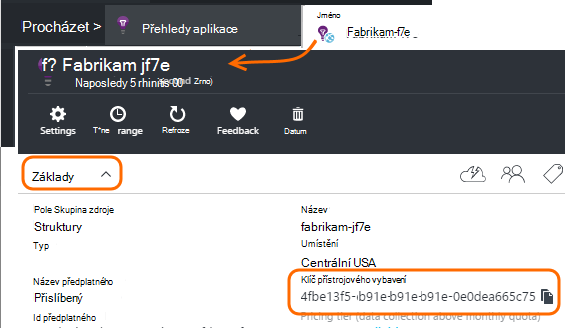 Procházet >
Přehledy aplikace
Jméno
Fabrikam-f7e
f? Fabrikam jf7e
Naposledy 5 Zrno)
Settings
T^ne range
Refroze
Feedback
Datum
Základy
Pole Skupina zdroje
Název
Struktury
fabrikam-jf7e
Typ
Umístění
Centrální USA
Název předplatného
Klíč přístrojového vybavení
Přislíbený
4fbe13f5-ib91e-b91e-b91e-0e0dea665c75
Id předplatného
Pricing tier (data collection above monthly quota)